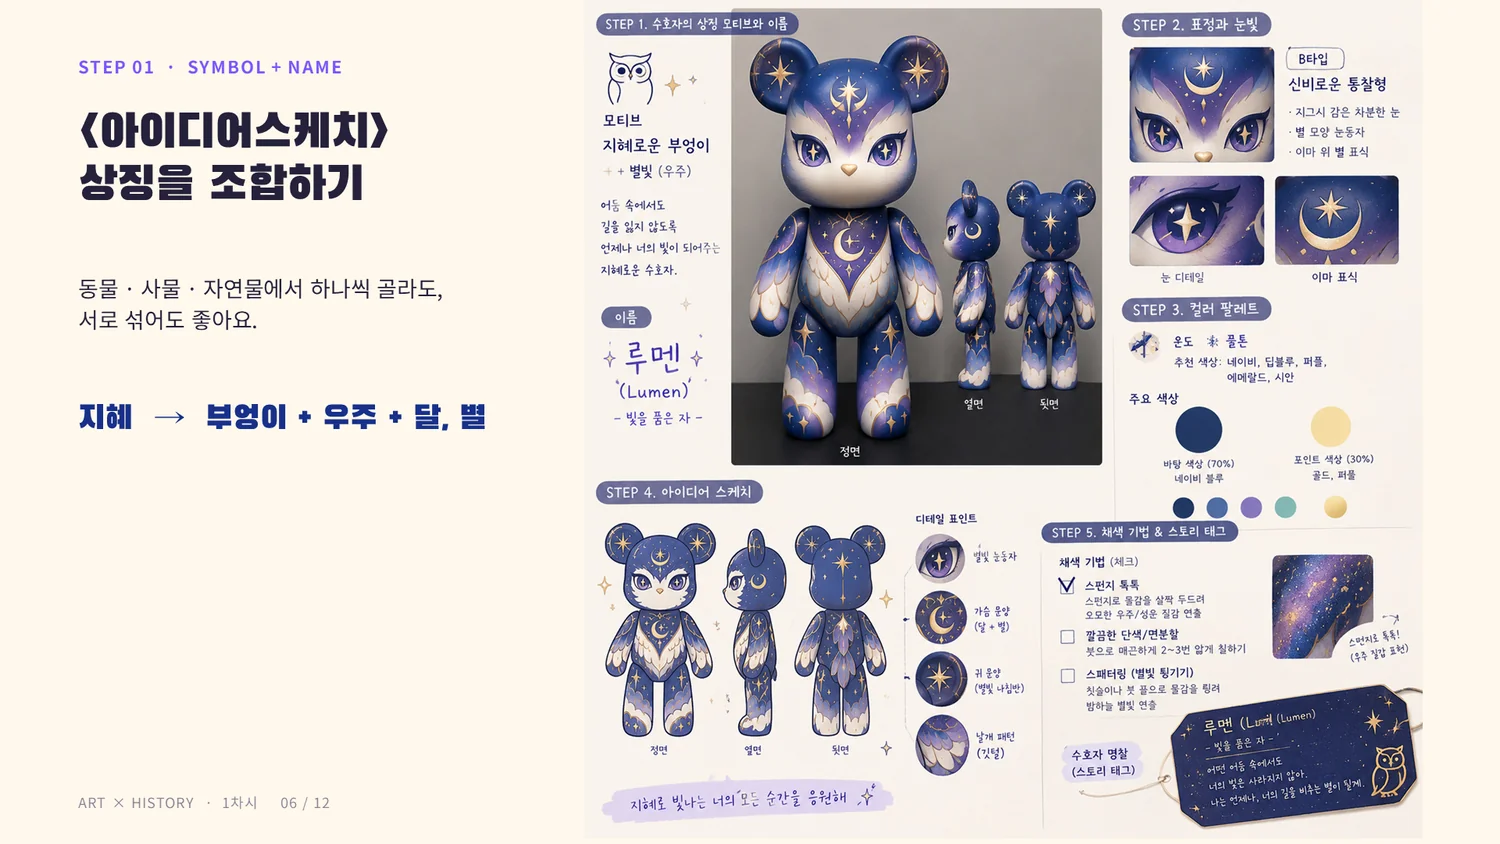 STEP 01 · SYMBOL + NAME
〈아이디어스케치〉
상징을 조합하기
동물 · 사물 · 자연물에서 하나씩 골라도,
서로 섞어도 좋아요.
지혜 → 부엉이 + 우주 + 달, 별
ART × HISTORY · 1차시 06 / 12
STEP 1. 수호자의 상징 모티브와 이름
모티브
지혜로운 부엉이
+ 별빛 (우주)
어둠 속에서도
길을 잃지 않도록
언제나 너의 빛이 되어주는
지혜로운 수호자.
이름
루멘
(Lumen)
- 빛을 품은 자 -
정면
옆면
뒷면
STEP 2. 표정과 눈빛
B타입
신비로운 통찰형
· 지그시 감은 차분한 눈
· 별 모양 눈동자
· 이마 위 별 표식
눈 디테일
이마 표식
STEP 3. 컬러 팔레트
온도 풀톤
추천 색상: 네이비, 딥블루, 퍼플,
에메랄드, 시안
주요 색상
바탕 색상 (70%)
네이비 블루
포인트 색상 (30%)
골드, 퍼플
STEP 4. 아이디어 스케치
정면
옆면
뒷면
디테일 포인트
별빛 눈동자
가슴 문양
(달 + 별)
귀 문양
(별빛 나침반)
날개 패턴
(깃털)
지혜로 빛나는 너의 모든 순간을 응원해
STEP 5. 채색 기법 & 스토리 태그
채색 기법 (체크)
스펀지 톡톡
스펀지로 물감을 살짝 두드려
오묘한 우주/성운 질감 연출
깔끔한 단색/면분할
붓으로 매끈하게 2~3번 얇게 칠하기
스패터링 (별빛 튕기기)
칫솔이나 붓 끝으로 물감을 튕겨
밤하늘 별빛 연출
스펀지로 톡톡!
(우주 질감 표현)
수호자 명찰
(스토리 태그)
루멘 (Lumen)
- 빛을 품은 자 -
어떤 어둠 속에서도
너의 빛은 사라지지 않아.
나는 언제나, 너의 길을 비추는 별이 될게.